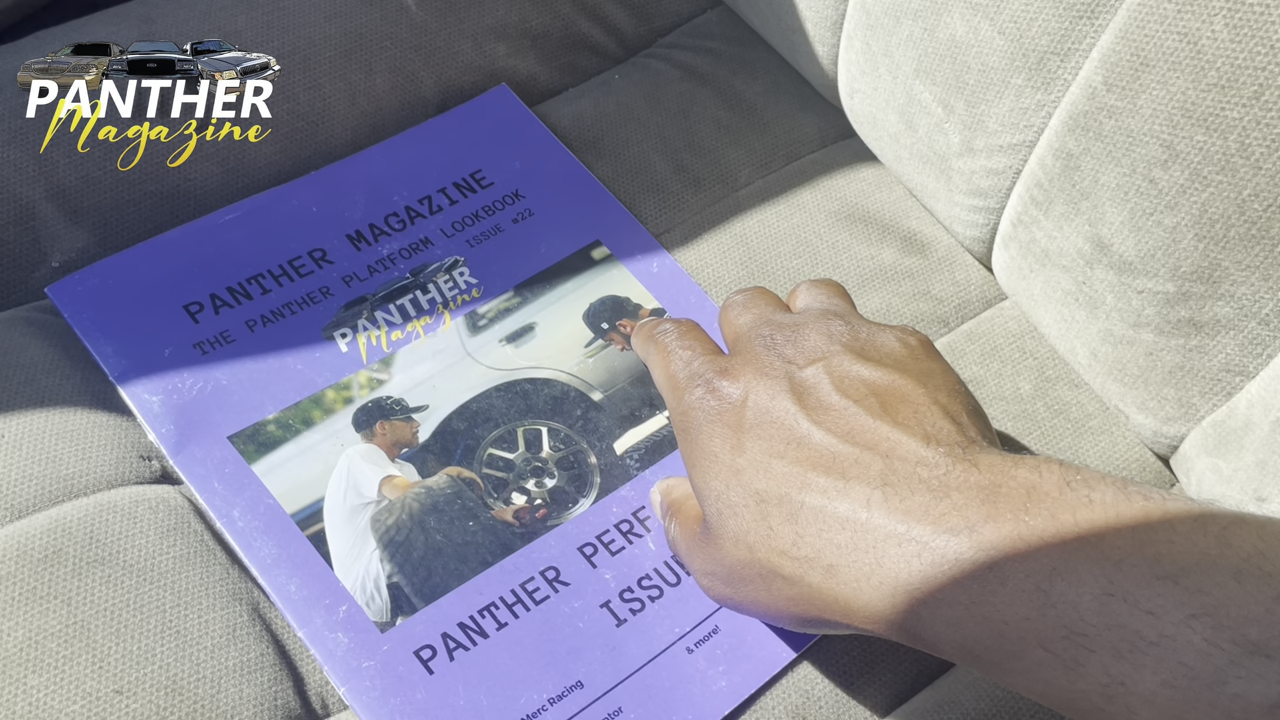 PANTHER
Magazine
PANTHER MAGAZINE
THE PANTHER PLATFORM LOOKBOOK
ISSUE #22
PANTHER
Magazine
PANTHER PERF
ISSU
& more!
Merc Racing